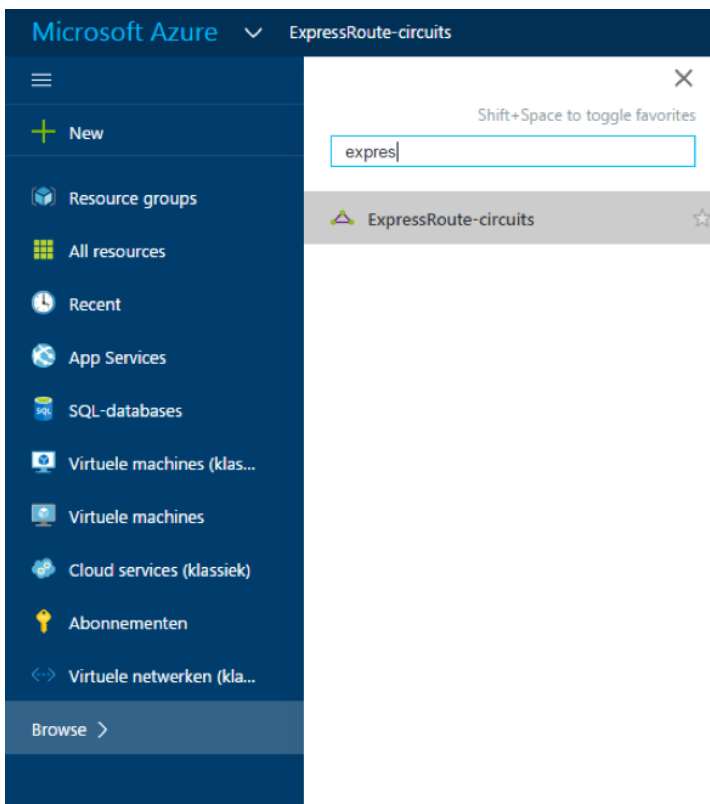 Microsoft Azure ExpressRoute-circuits
Shift+Space to toggle favorites
New
expres
Resource groups
ExpressRoute-circuits
All resources
Recent
App Services
SQL
SQL-databases
Virtuele machines (klas...
Virtuele machines
Cloud services (klassiek)
Abonnementen
Virtuele netwerken (kla...
Browse